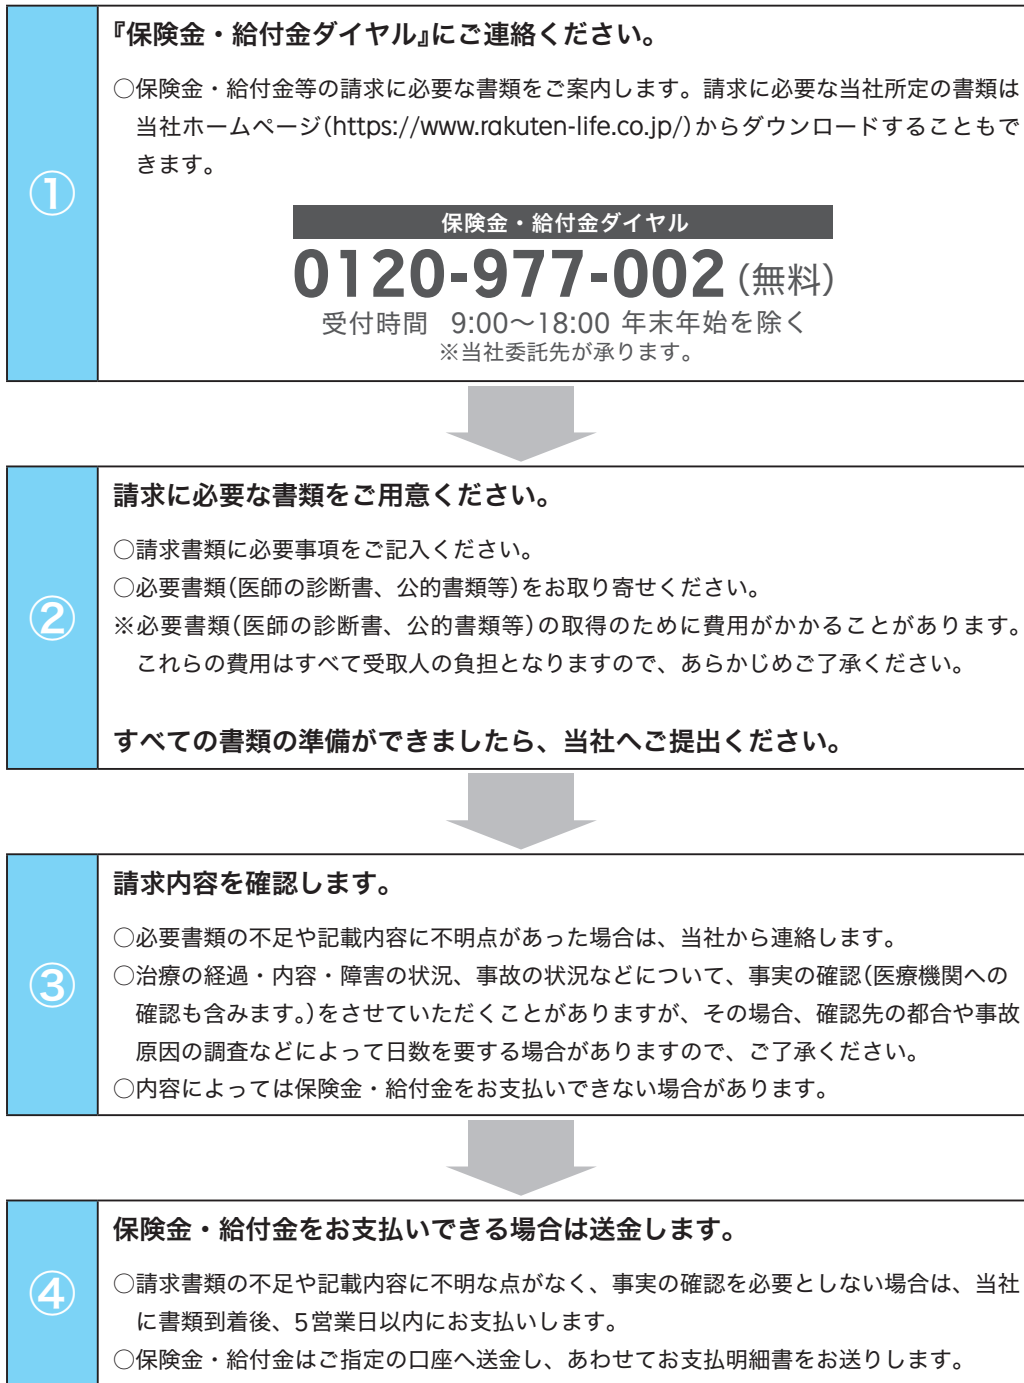 ①
『保険金・給付金ダイヤル』にご連絡ください。
○保険金・給付金等の請求に必要な書類をご案内します。請求に必要な当社所定の書類は
当社ホームページ(https://www.rakuten-life.co.jp/)からダウンロードすることもで
きます。
保険金・給付金ダイヤル
0120-977-002(無料)
受付時間 9:00〜18:00 年末年始を除く
※当社委託先が承ります。
②
請求に必要な書類をご用意ください。
○請求書類に必要事項をご記入ください。
○必要書類(医師の診断書、公的書類等)をお取り寄せください。
※必要書類(医師の診断書、公的書類等)の取得のために費用がかかることがあります。
これらの費用はすべて受取人の負担となりますので、あらかじめご了承ください。
すべての書類の準備ができましたら、当社へご提出ください。
③
請求内容を確認します。
○必要書類の不足や記載内容に不明点があった場合は、当社から連絡します。
○治療の経過・内容・障害の状況、事故の状況などについて、事実の確認(医療機関への
確認も含みます。)をさせていただくことがありますが、その場合、確認先の都合や事故
原因の調査などによって日数を要する場合がありますので、ご了承ください。
○内容によっては保険金・給付金をお支払いできない場合があります。
④
保険金・給付金をお支払いできる場合は送金します。
○請求書類の不足や記載内容に不明な点がなく、事実の確認を必要としない場合は、当社
に書類到着後、5営業日以内にお支払いします。
○保険金・給付金はご指定の口座へ送金し、あわせてお支払明細書をお送りします。